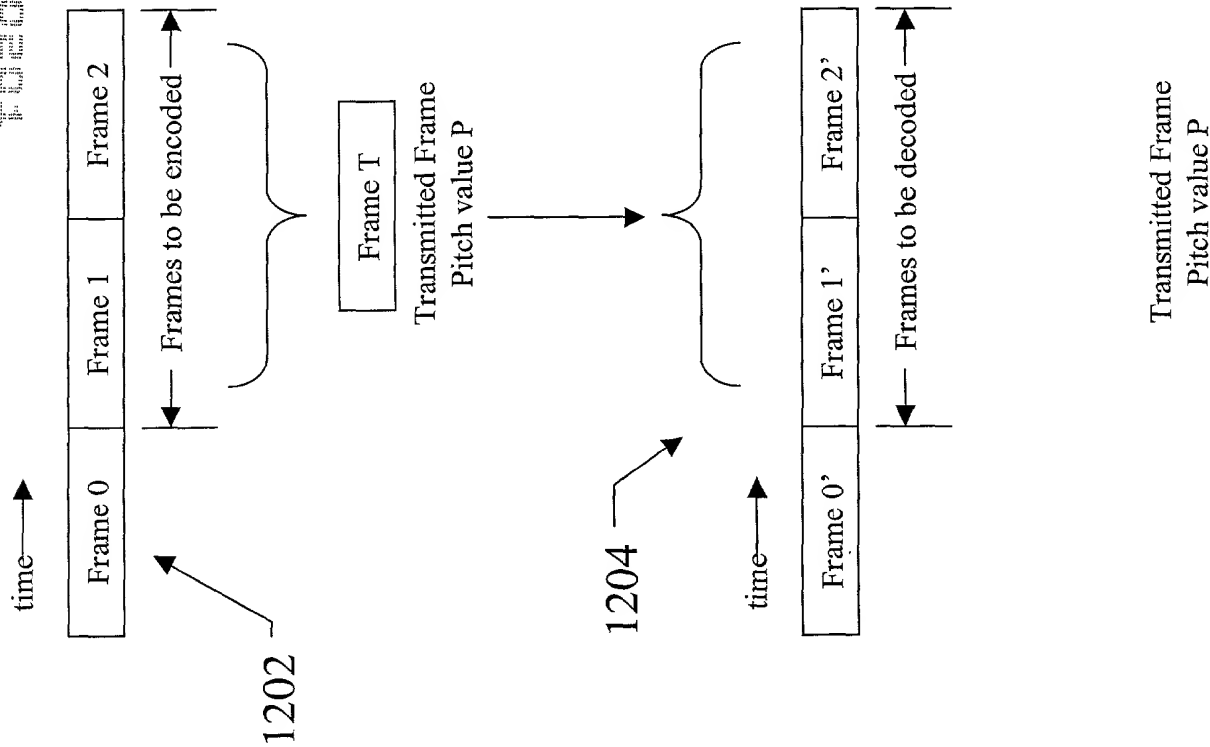 time
Frame 0
Frame 1
Frame 2
Frames to be encoded
1202
Frame T
Transmitted Frame
Pitch value P
1204
time
Frame 0’
Frame 1’
Frame 2’
Frames to be decoded
Transmitted Frame
Pitch value P